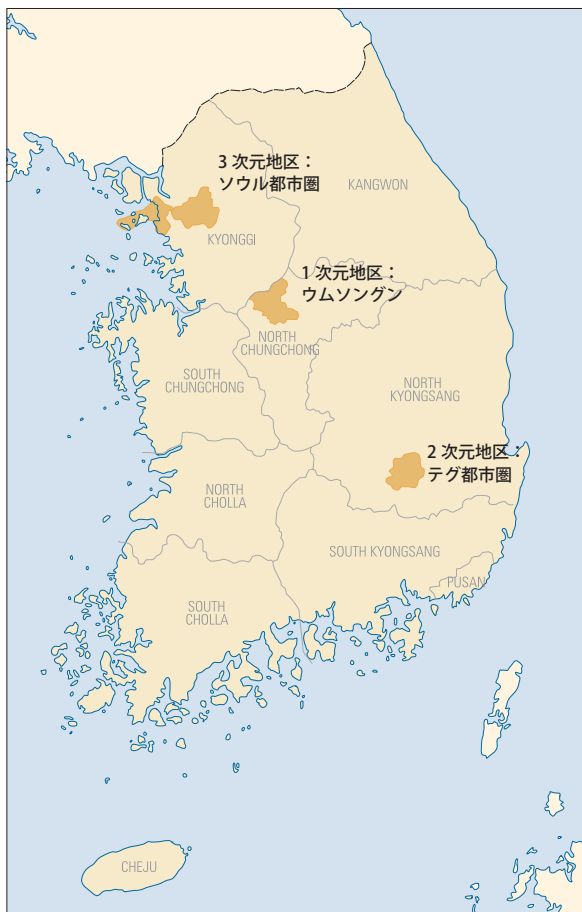 3 次元地区：
ソウル都市圏
KANGWON
KYONGGI
1 次元地区：
ウムソングン
NORTH
CHUNGCHONG
SOUTH
CHUNGCHONG
NORTH
KYONGSANG
2 次元地区：
テグ都市圏
NORTH
CHOLLA
SOUTH KYONGSANG
PUSAN
SOUTH
CHOLLA
CHEJU